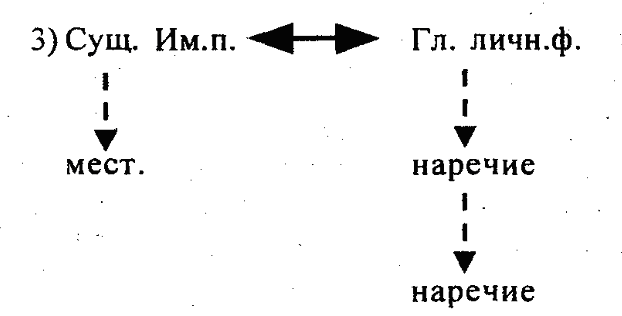 3) Сущ. Им.п. Гл. личн.ф.
мест. наречие
наречие